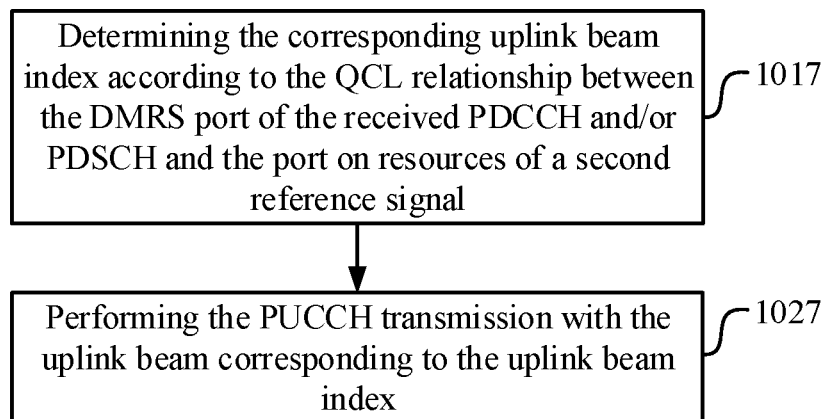 Determining the corresponding uplink beam
index according to the QCL relationship between
the DMRS port of the received PDCCH and/or
PDSCH and the port on resources of a second
reference signal
1017
Performing the PUCCH transmission with the
uplink beam corresponding to the uplink beam
index
1027